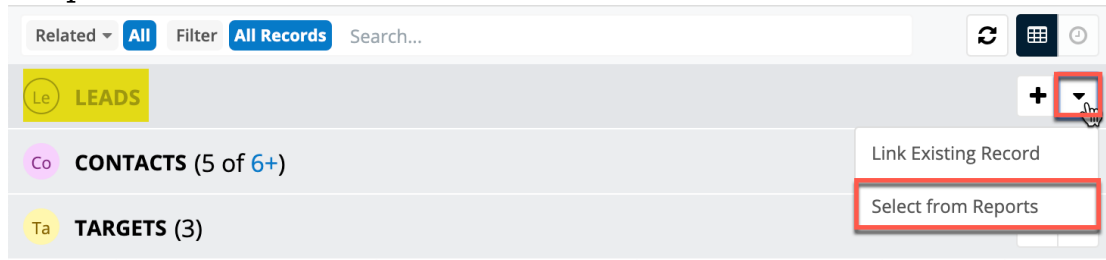 Related All Filter All Records Search...
Le LEADS
Co CONTACTS (5 of 6+)
Link Existing Record
Select from Reports
Ta TARGETS (3)